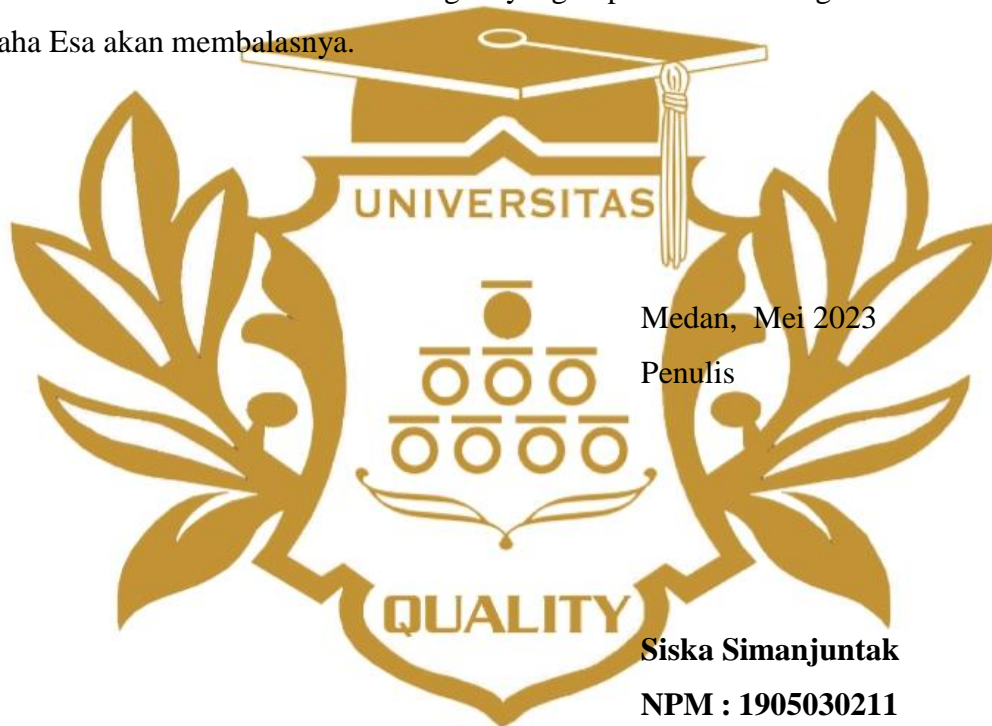 aha Esa akan membalasnya.
UNIVERSITAS
Medan, Mei 2023
Penulis
QUALITY
Siska Simanjuntak
NPM : 1905030211